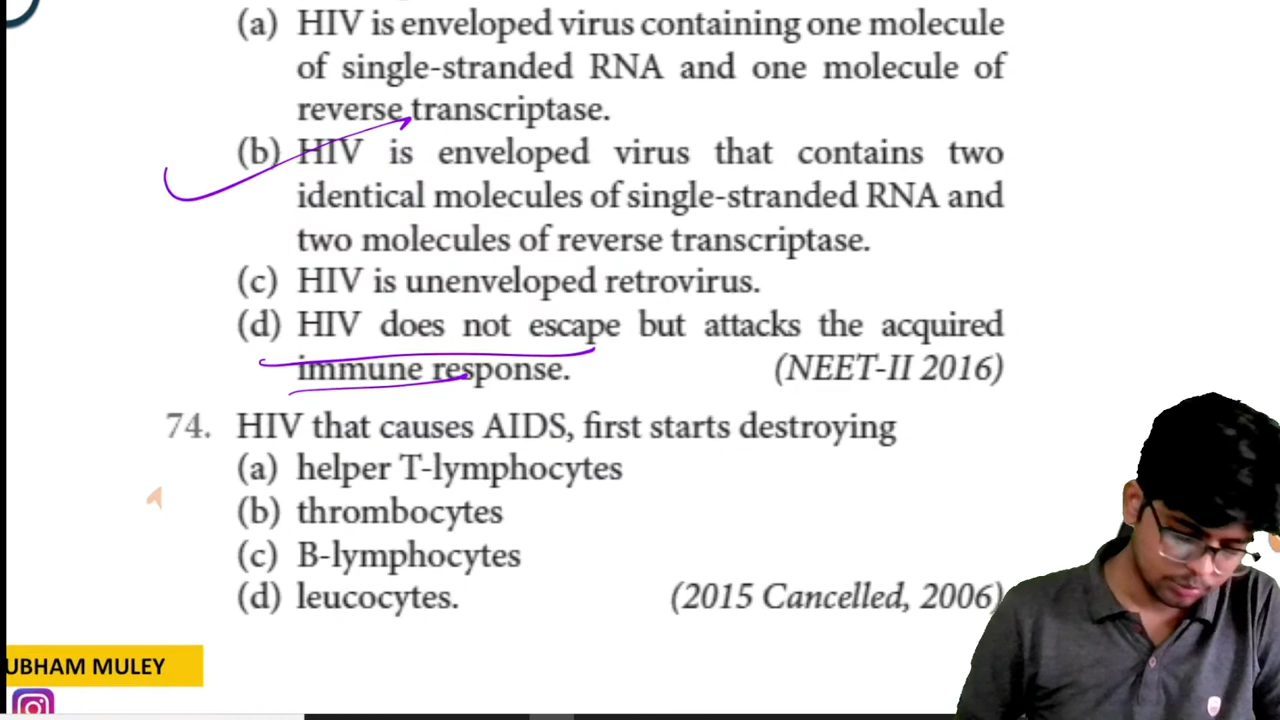 (a) HIV is enveloped virus containing one molecule
of single-stranded RNA and one molecule of
reverse transcriptase.
(b) HIV is enveloped virus that contains two
identical molecules of single-stranded RNA and
two molecules of reverse transcriptase.
(c) HIV is unenveloped retrovirus.
(d) HIV does not escape but attacks the acquired
immune response. (NEET-II 2016)
74. HIV that causes AIDS, first starts destroying
(a) helper T-lymphocytes
(b) thrombocytes
(c) B-lymphocytes
(d) leucocytes. (2015 Cancelled, 2006)
UBHAM MULEY